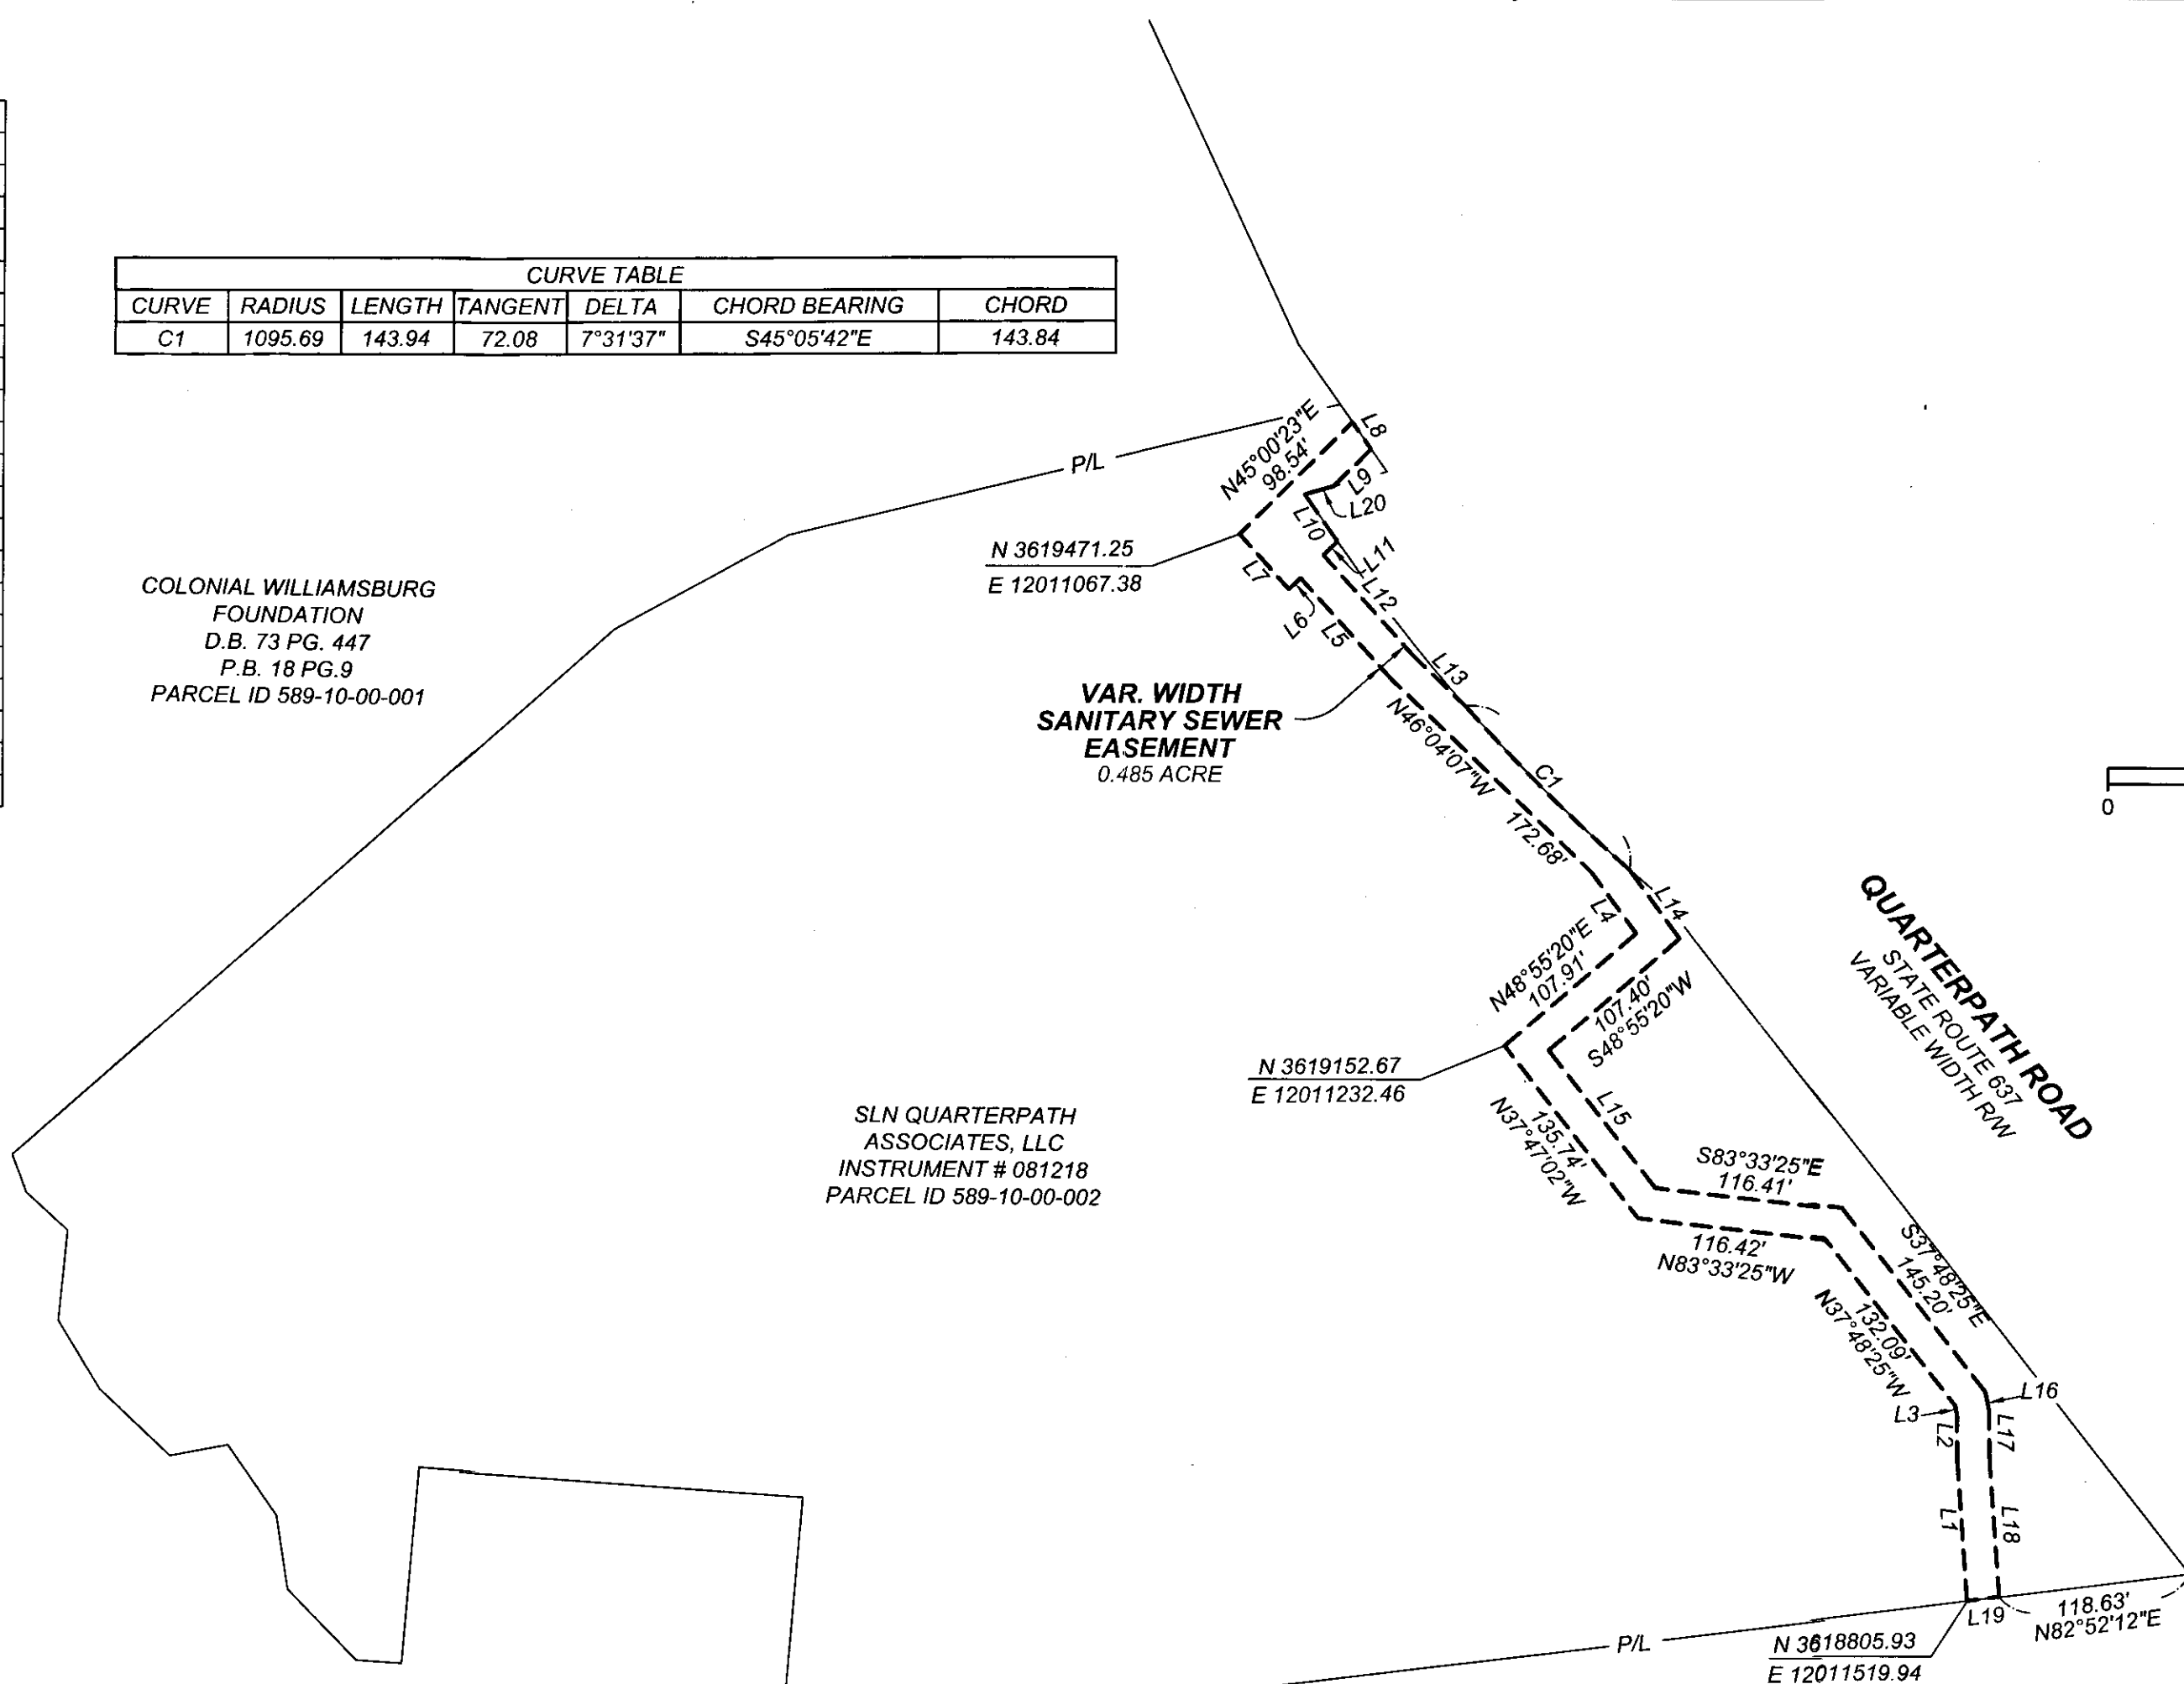 CURVE TABLE
CURVE RADIUS LENGTH TANGENT DELTA CHORD BEARING CHORD
C1 1095.69 143.94 72.08 7°31'37" S45°05'42"E 143.84
P/L
N45°00'23"E
98.54'
L8
L9
L20
L10
L11
L12
N 3619471.25
E 12011067.38
L7
L6
L5
L13
COLONIAL WILLIAMSBURG
FOUNDATION
D.B. 73 PG. 447
P.B. 18 PG.9
PARCEL ID 589-10-00-001
VAR. WIDTH
SANITARY SEWER
EASEMENT
0.485 ACRE
N46°04'07"W
172.68'
C1
0
L4
L14
QUARTERPATH ROAD
STATE ROUTE 637
VARIABLE WIDTH R/W
N48°55'20"E
107.91'
107.40'
S48°55'20"W
N 3619152.67
E 12011232.46
L15
135.74'
N37°47'02"W
SLN QUARTERPATH
ASSOCIATES, LLC
INSTRUMENT # 081218
PARCEL ID 589-10-00-002
S83°33'25"E
116.41'
116.42'
N83°33'25"W
S37°48'25"E
145.20'
132.09'
N37°48'25"W
L16
L3
L2
L17
L1
L18
L19
118.63'
N82°52'12"E
P/L
N 3618805.93
E 12011519.94